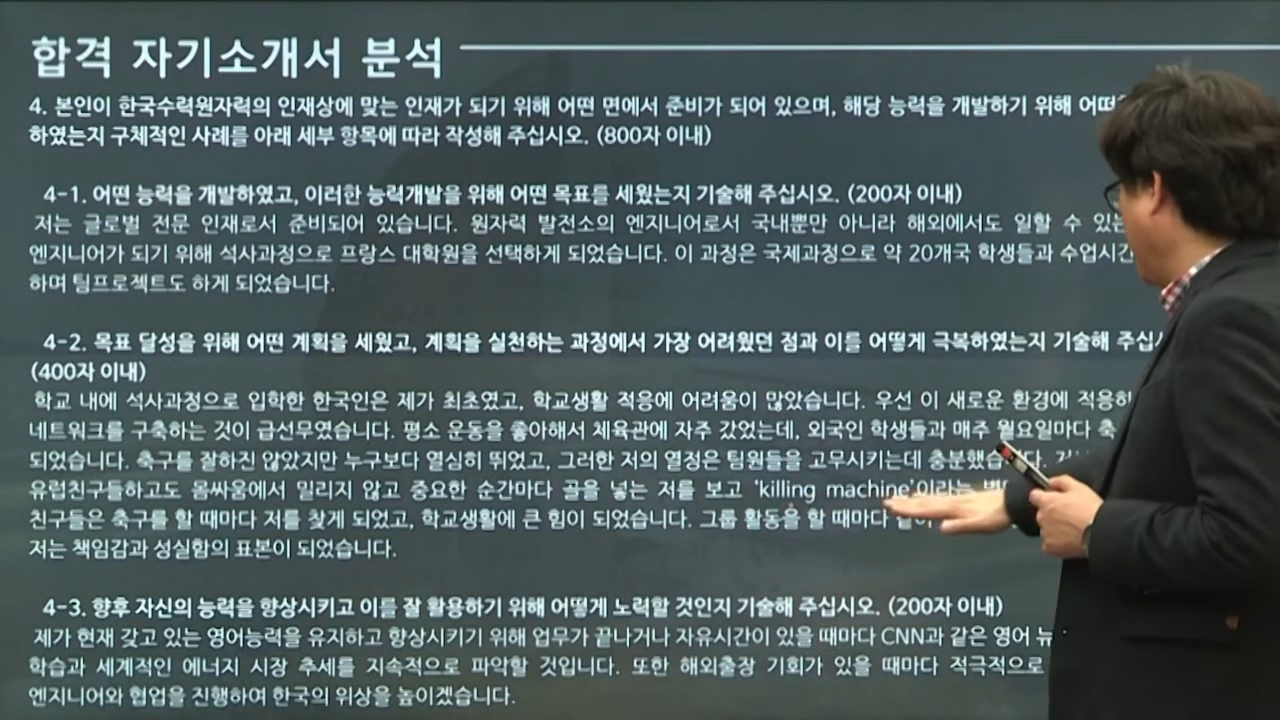 합격 자기소개서 분석
4. 본인이 한국수력원자력의 인재상에 맞는 인재가 되기 위해 어떤 면에서 준비가 되어 있으며, 해당 능력을 개발하기 위해
하였는지 구체적인 사례를 아래 세부 항목에 따라 작성해 주십시오. (800자 이내)
4-1. 어떤 능력을 개발하였고, 이러한 능력개발을 위해 어떤 목표를 세웠는지 기술해 주십시오. (200자 이내)
저는 글로벌 전문 인재로서 준비되어 있습니다. 원자력 발전소의 엔지니어로서 국내뿐만 아니라 해외에서도 일할 수 있는
엔지니어가 되기 위해 석사과정으로 프랑스 대학원을 선택하게 되었습니다. 이 과정은 국제과정으로 약 20개국 학생들과
하며 팀프로젝트도 하게 되었습니다.
4-2. 목표 달성을 위해 어떤 계획을 세웠고, 계획을 실천하는 과정에서 가장 어려웠던 점과 이를 어떻게 극복하였는지 기술해
(400자 이내)
학교 내에 석사과정으로 입학한 한국인은 제가 최초였고, 학교생활 적응에 어려움이 많았습니다. 우선 이 새로운 환경에
네트워크를 구축하는 것이 급선무였습니다. 평소 운동을 좋아해서 체육관에 자주 갔었는데, 외국인 학생들과 매주 월요일마다
되었습니다. 축구를 잘하진 않았지만 누구보다 열심히 뛰었고, 그러한 저의 열정은 팀원들을 고무시키는데
유럽친구들하고도 몸싸움에서 밀리지 않고 중요한 순간마다 골을 넣는 저를 보고 'killing machine'이라는
친구들은 축구를 할 때마다 저를 찾게 되었고, 학교생활에 큰 힘이 되었습니다. 그룹 활동을 할 때마다
저는 책임감과 성실함의 표본이 되었습니다.
4-3. 향후 자신의 능력을 향상시키고 이를 잘 활용하기 위해 어떻게 노력할 것인지 기술해 주십시오. (200자 이내)
제가 현재 갖고 있는 영어능력을 유지하고 향상시키기 위해 업무가 끝나거나 자유시간이 있을 때마다 CNN과 같은 영어
학습과 세계적인 에너지 시장 추세를 지속적으로 파악할 것입니다. 또한 해외출장 기회가 있을 때마다 적극적으로
엔지니어와 협업을 진행하여 한국의 위상을 높이겠습니다.